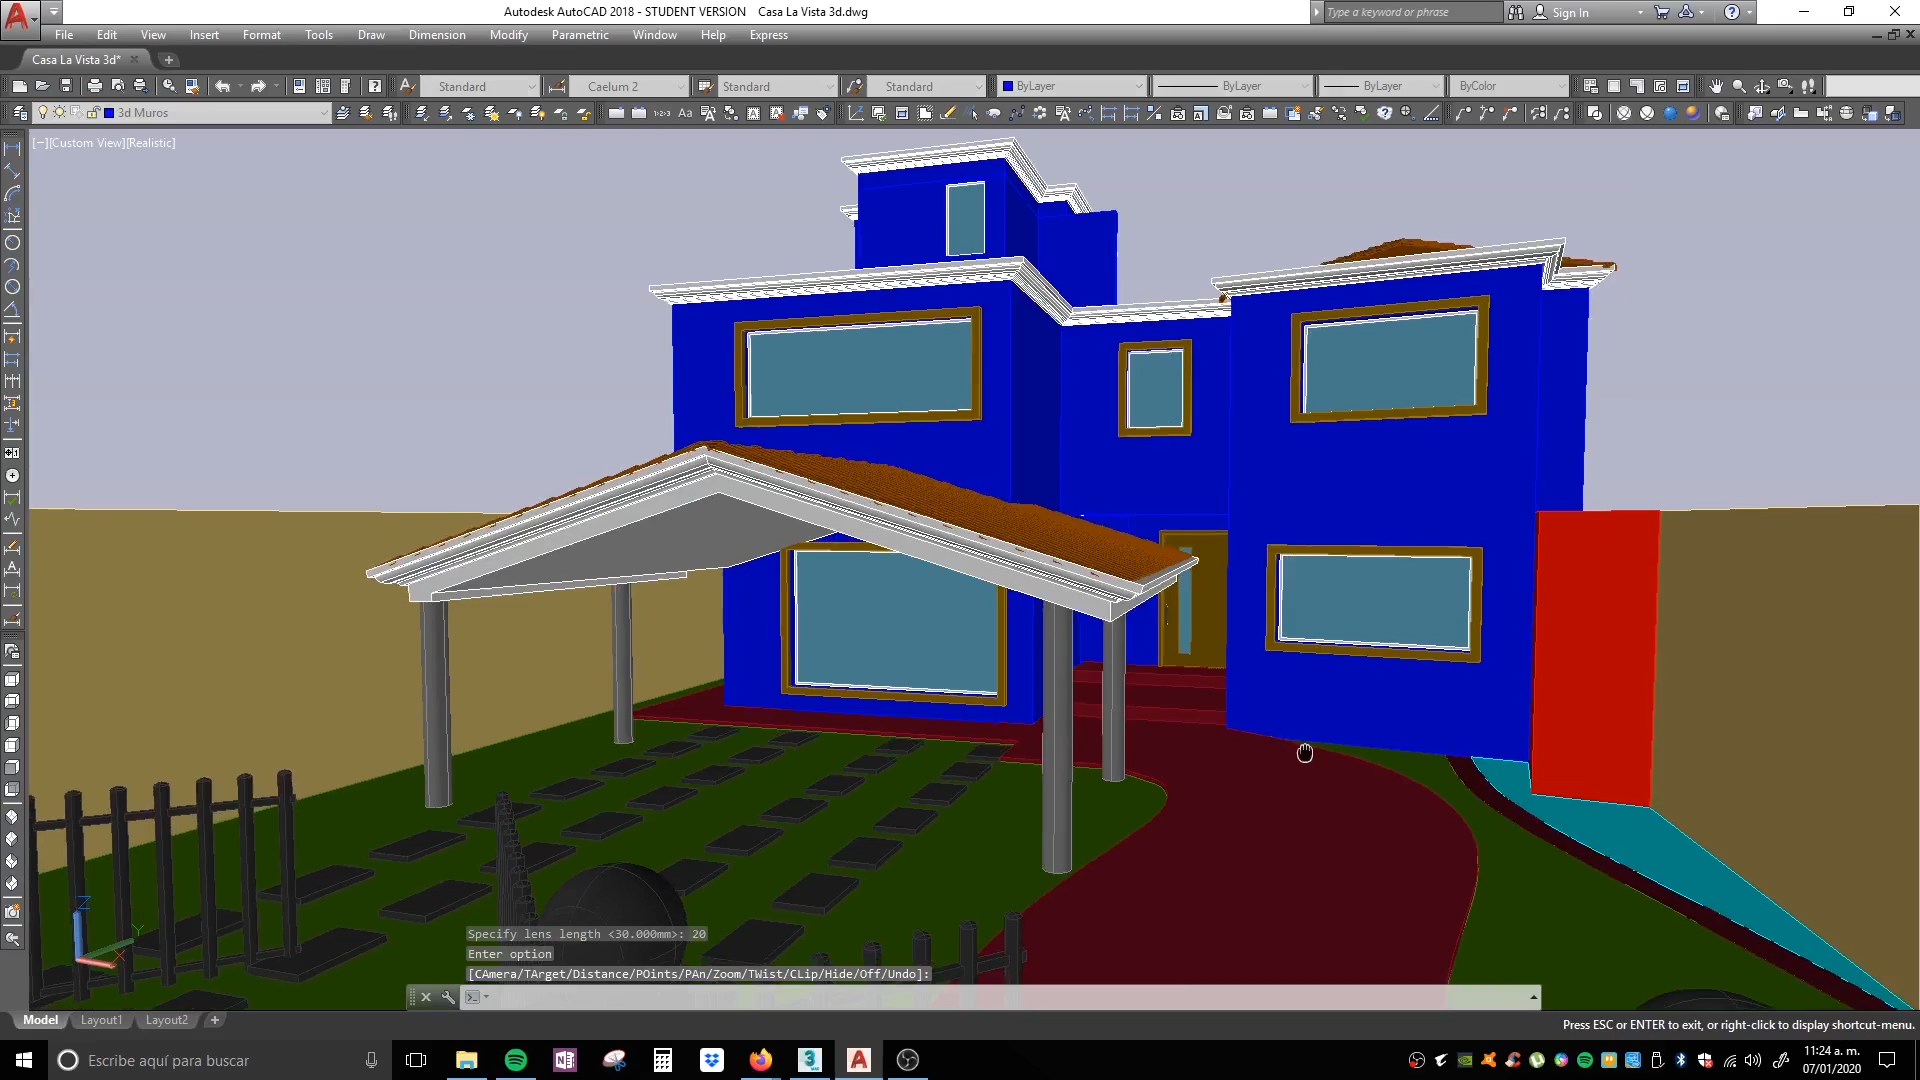 Autodesk AutoCAD 2018 - STUDENT VERSION    Casa La Vista 3d.dwg
Type a keyword or phrase
Sign In
File Edit View Insert Format Tools Draw Dimension Modify Parametric Window Help Express
Casa La Vista 3d*
Standard Caelum 2 Standard Standard ByLayer ByLayer ByLayer ByColor
3d Muros
[−][Custom View][Realistic]
Z
Y
X
Specify lens length <30.000mm>: 20
Enter option
[CAmera/TArget/Distance/POints/PAn/Zoom/TWist/CLip/Hide/Off/Undo]:
Model Layout1 Layout2
Press ESC or ENTER to exit, or right-click to display shortcut-menu.
Escribe aquí para buscar
11:24 a. m.
07/01/2020